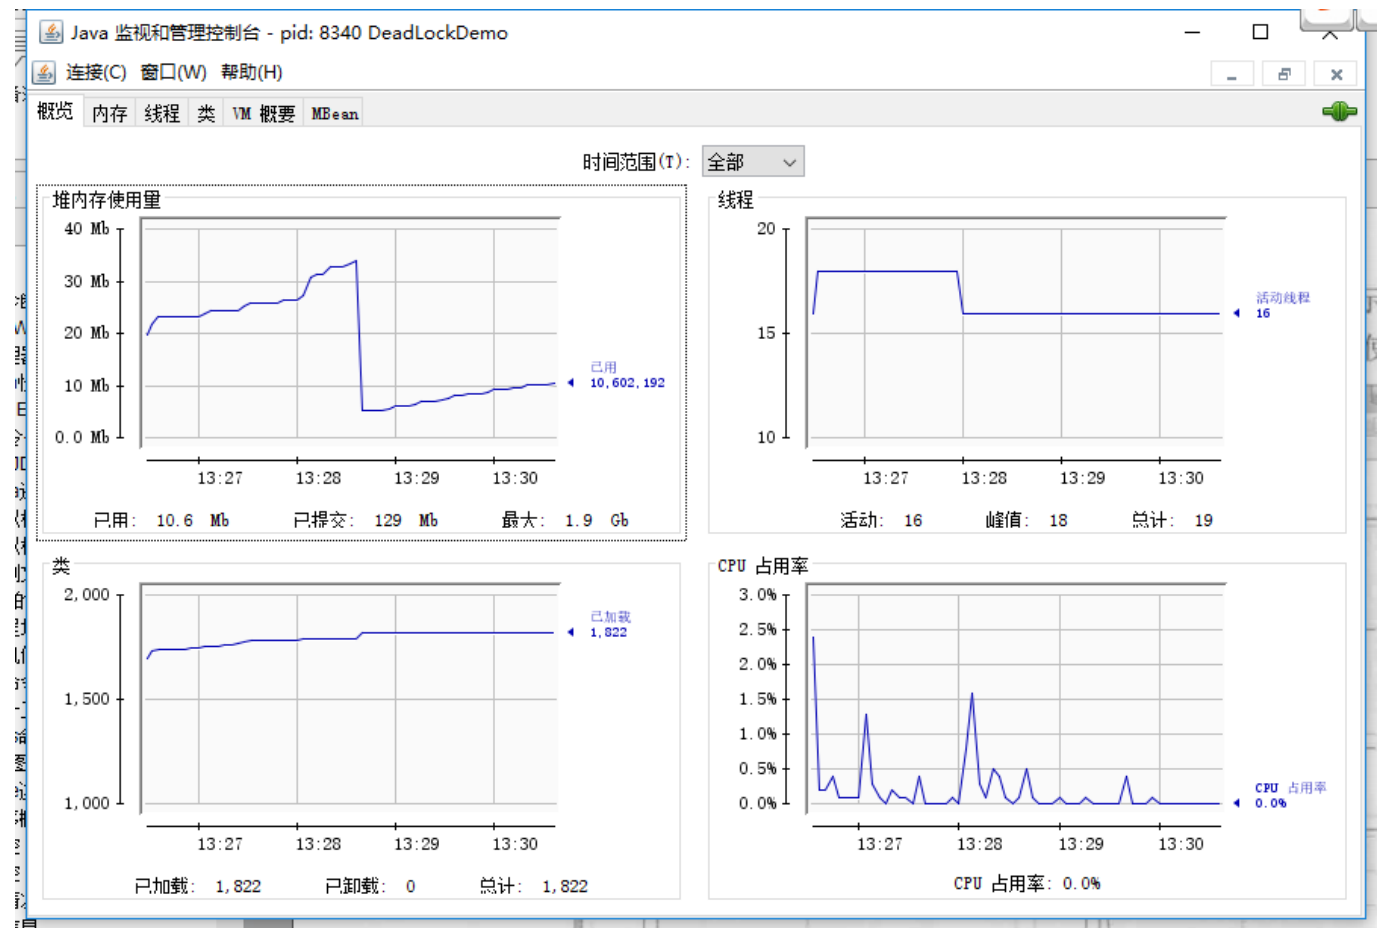 Java 监视和管理控制台 - pid: 8340 DeadLockDemo
连接(C) 窗口(W) 帮助(H)
概览 内存 线程 类 VM 概要 MBean
时间范围(T): 全部
堆内存使用量
40 Mb
30 Mb
20 Mb
10 Mb
0.0 Mb
已用
10,602,192
13:27 13:28 13:29 13:30
已用: 10.6 Mb 已提交: 129 Mb 最大: 1.9 Gb
线程
20
15
10
活动线程
16
13:27 13:28 13:29 13:30
活动: 16 峰值: 18 总计: 19
类
2,000
1,500
1,000
已加载
1,822
13:27 13:28 13:29 13:30
已加载: 1,822 已卸载: 0 总计: 1,822
CPU 占用率
3.0%
2.5%
2.0%
1.5%
1.0%
0.5%
0.0%
CPU 占用率
0.0%
13:27 13:28 13:29 13:30
CPU 占用率: 0.0%